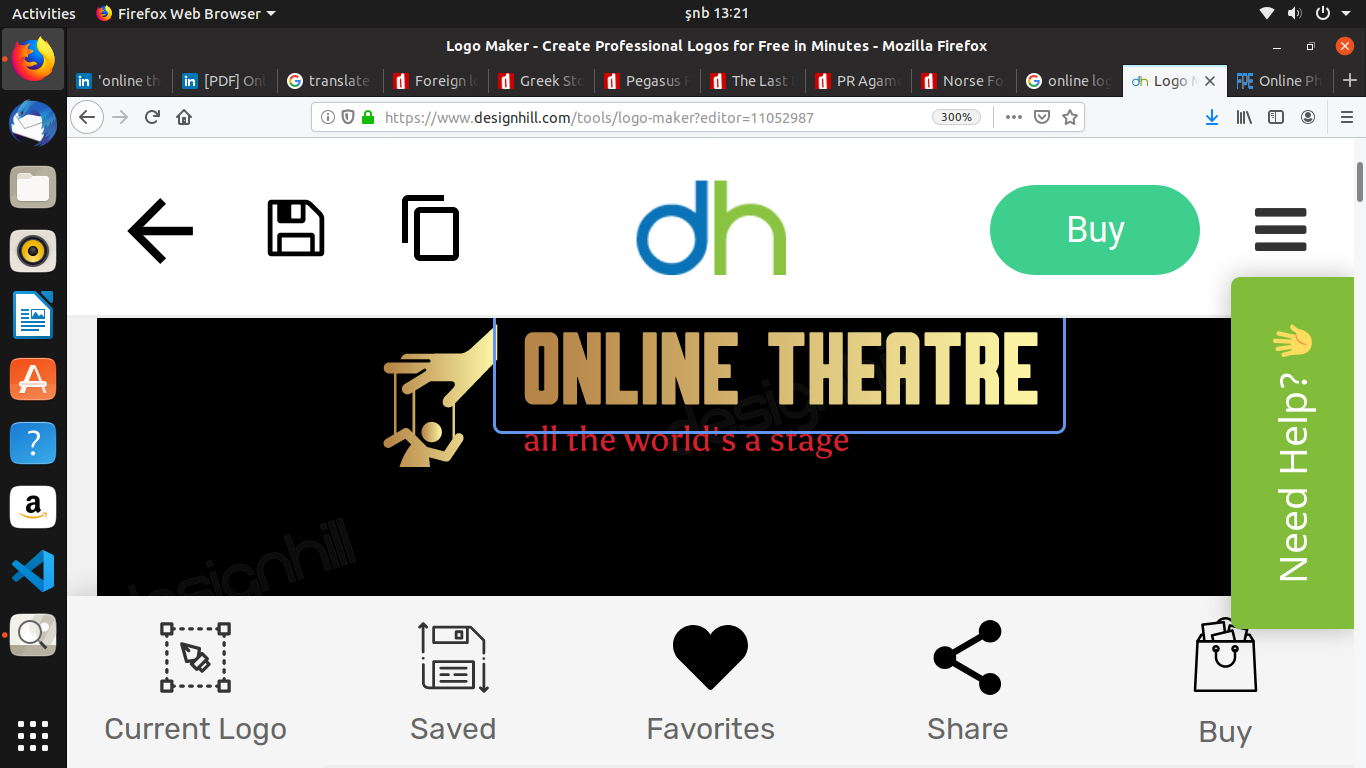 Activities
Firefox Web Browser
şnb 13:21
Logo Maker - Create Professional Logos for Free in Minutes - Mozilla Firefox
'online th
[PDF] Onl
translate
Foreign l
Greek Sto
Pegasus
The Last
PR Agam
Norse Fo
online log
Logo M
Online Ph
https://www.designhill.com/tools/logo-maker?editor=11052987
300%
dh
Buy
ONLINE THEATRE
all the world's a stage
designhill
Need Help?
Current Logo
Saved
Favorites
Share
Buy